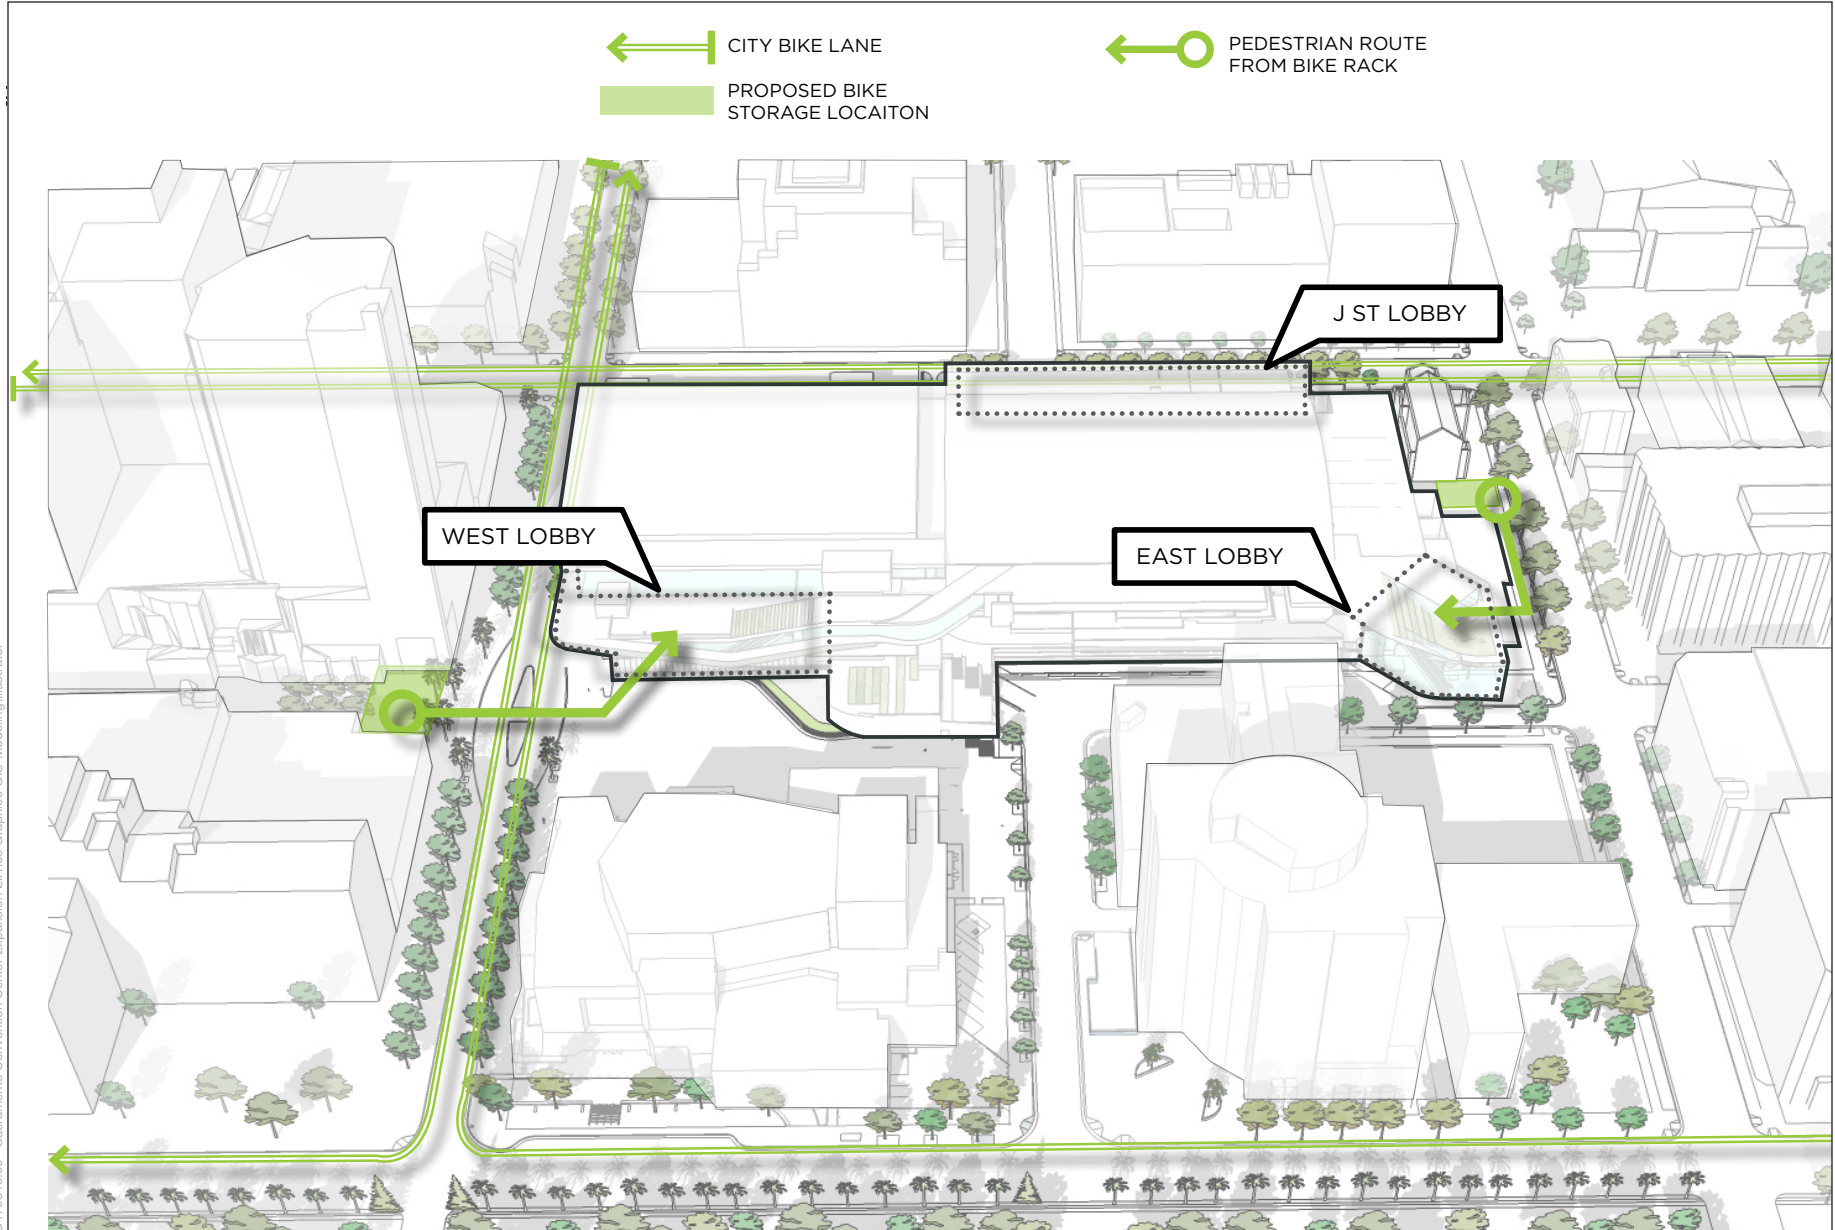 CITY BIKE LANE
PROPOSED BIKE
STORAGE LOCAITON
PEDESTRIAN ROUTE
FROM BIKE RACK
J ST LOBBY
WEST LOBBY
EAST LOBBY